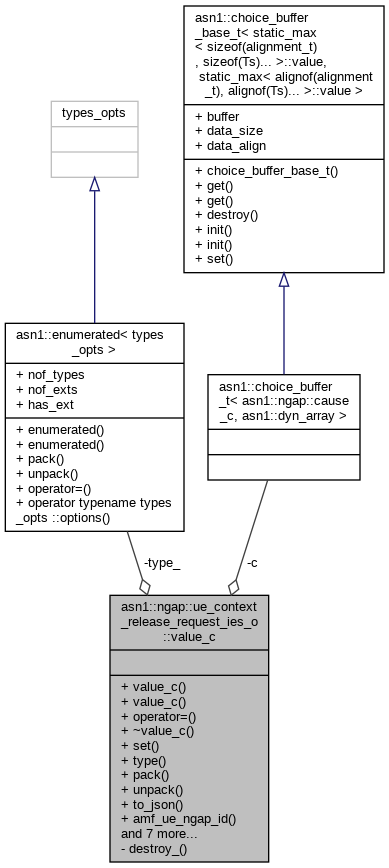 asn1::choice_buffer
_base_t< static_max
< sizeof(alignment_t)
, sizeof(Ts)... >::value,
static_max< alignof(alignment
_t), alignof(Ts)... >::value >
+ buffer
+ data_size
+ data_align
+ choice_buffer_base_t()
+ get()
+ get()
+ destroy()
+ init()
+ init()
+ set()
types_opts
asn1::enumerated< types
_opts >
+ nof_types
+ nof_exts
+ has_ext
+ enumerated()
+ enumerated()
+ pack()
+ unpack()
+ operator=()
+ operator typename types
_opts ::options()
asn1::choice_buffer
_t< asn1::ngap::cause
_c, asn1::dyn_array >
-type_
-c
asn1::ngap::ue_context
_release_request_ies_o
::value_c
+ value_c()
+ value_c()
+ operator=()
+ ~value_c()
+ set()
+ type()
+ pack()
+ unpack()
+ to_json()
+ amf_ue_ngap_id()
and 7 more...
- destroy_()